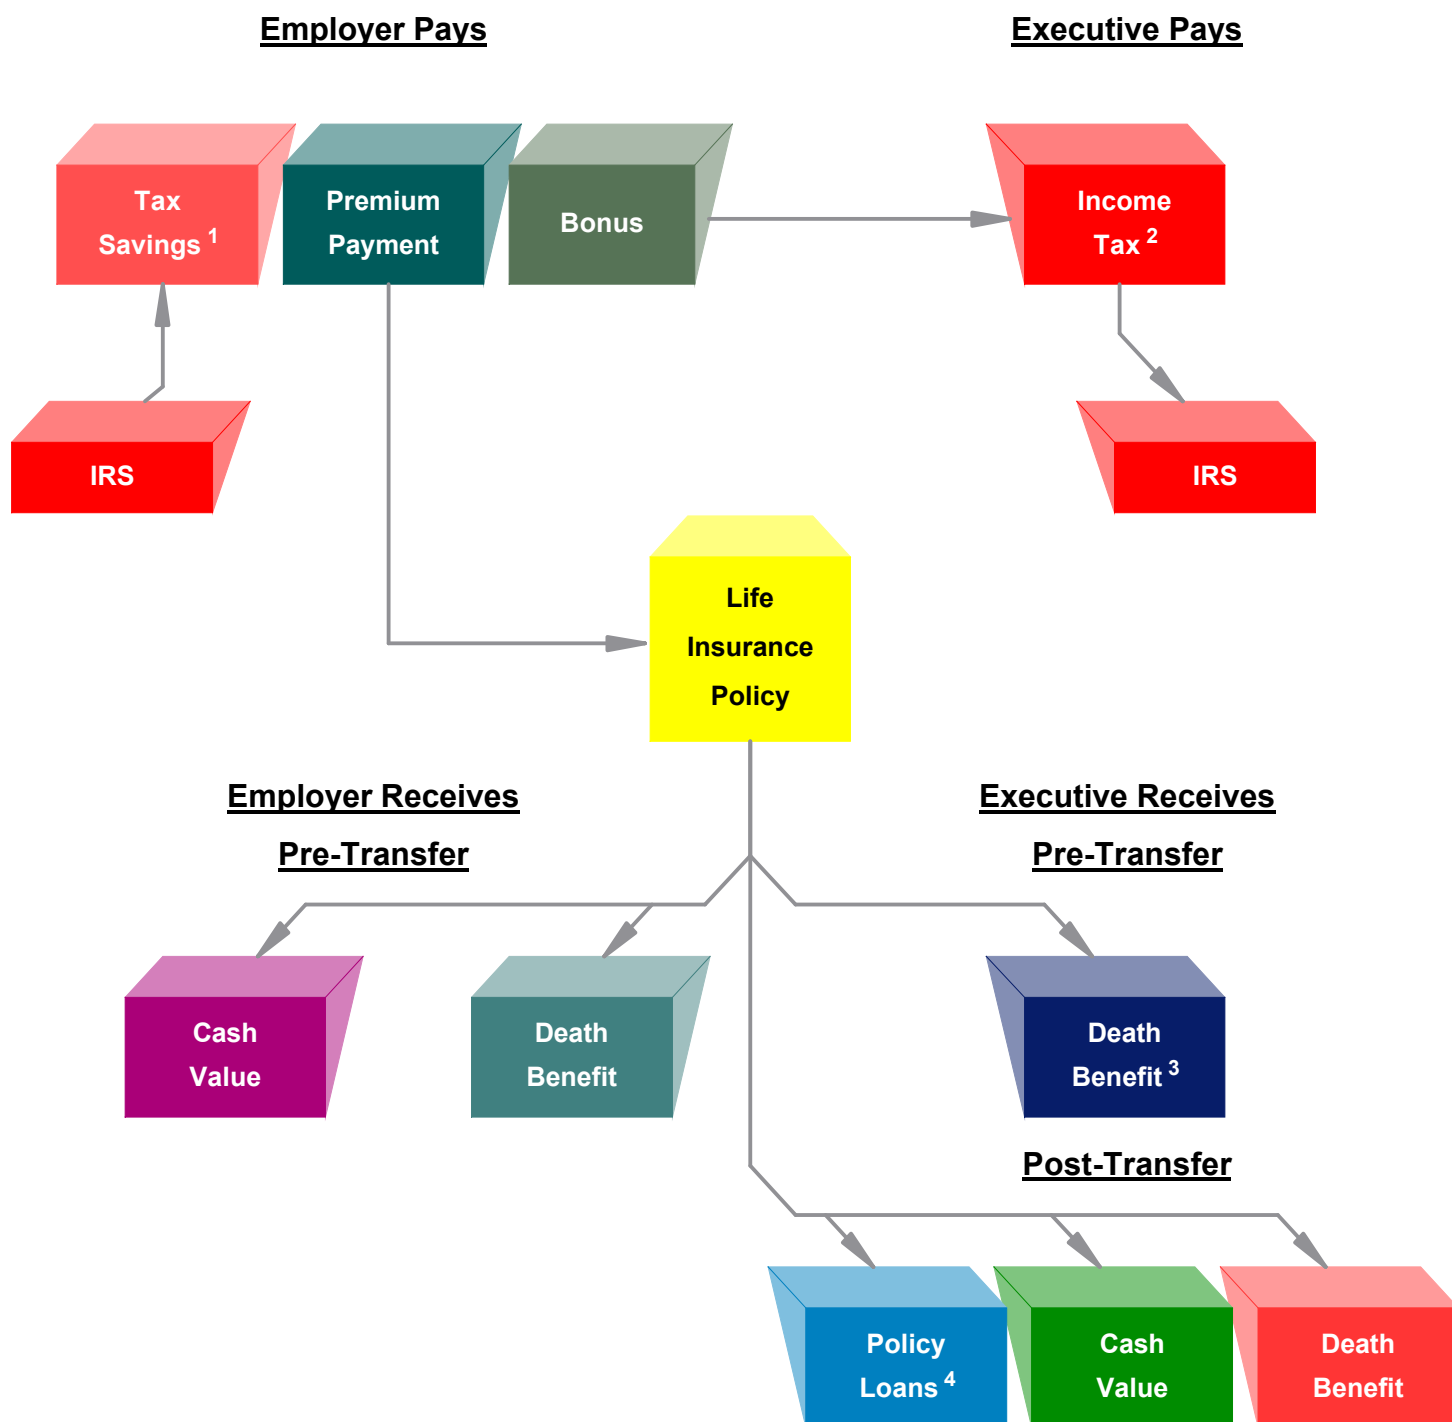 Employer Pays
Executive Pays
Tax
Savings 1
Premium
Payment
Bonus
Income
Tax 2
IRS
IRS
Life
Insurance
Policy
Employer Receives
Executive Receives
Pre-Transfer
Pre-Transfer
Cash
Value
Death
Benefit
Death
Benefit 3
Post-Transfer
Policy
Loans 4
Cash
Value
Death
Benefit